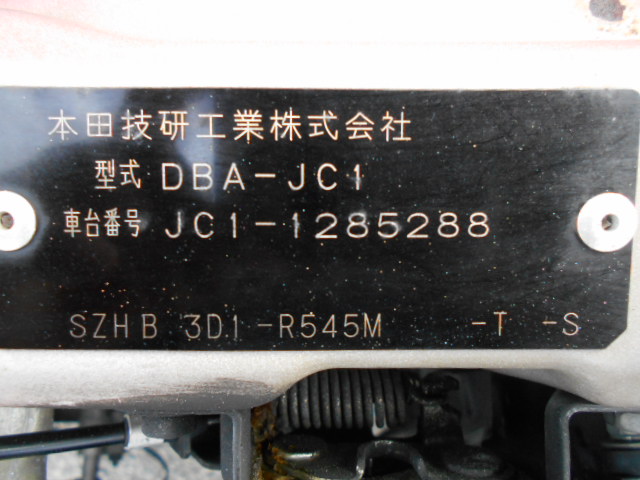 本田技研工業株式会社
型式 DBA-JC1
車台番号 JC1-1285288
SZHB 3D1-R545M -T -S